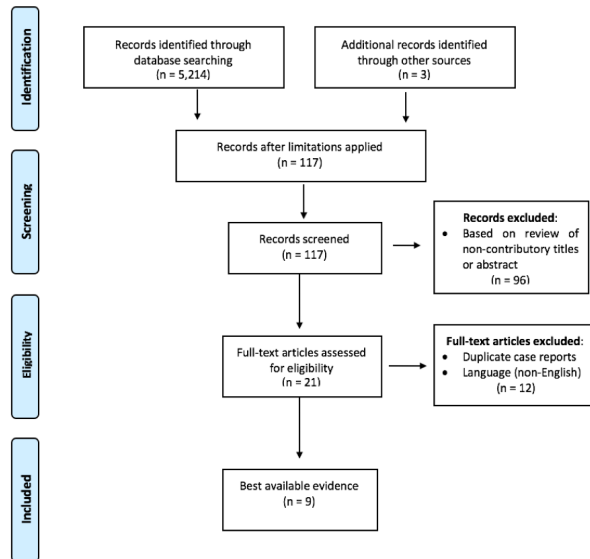 Identification
Records identified through
database searching
(n = 5,214)
Additional records identified
through other sources
(n = 3)
Records after limitations applied
(n = 117)
Screening
Records screened
(n = 117)
Records excluded:
• Based on review of
non-contributory titles
or abstract
(n = 96)
Eligibility
Full-text articles assessed
for eligibility
(n = 21)
Full-text articles excluded:
• Duplicate case reports
• Language (non-English)
(n = 12)
Included
Best available evidence
(n = 9)